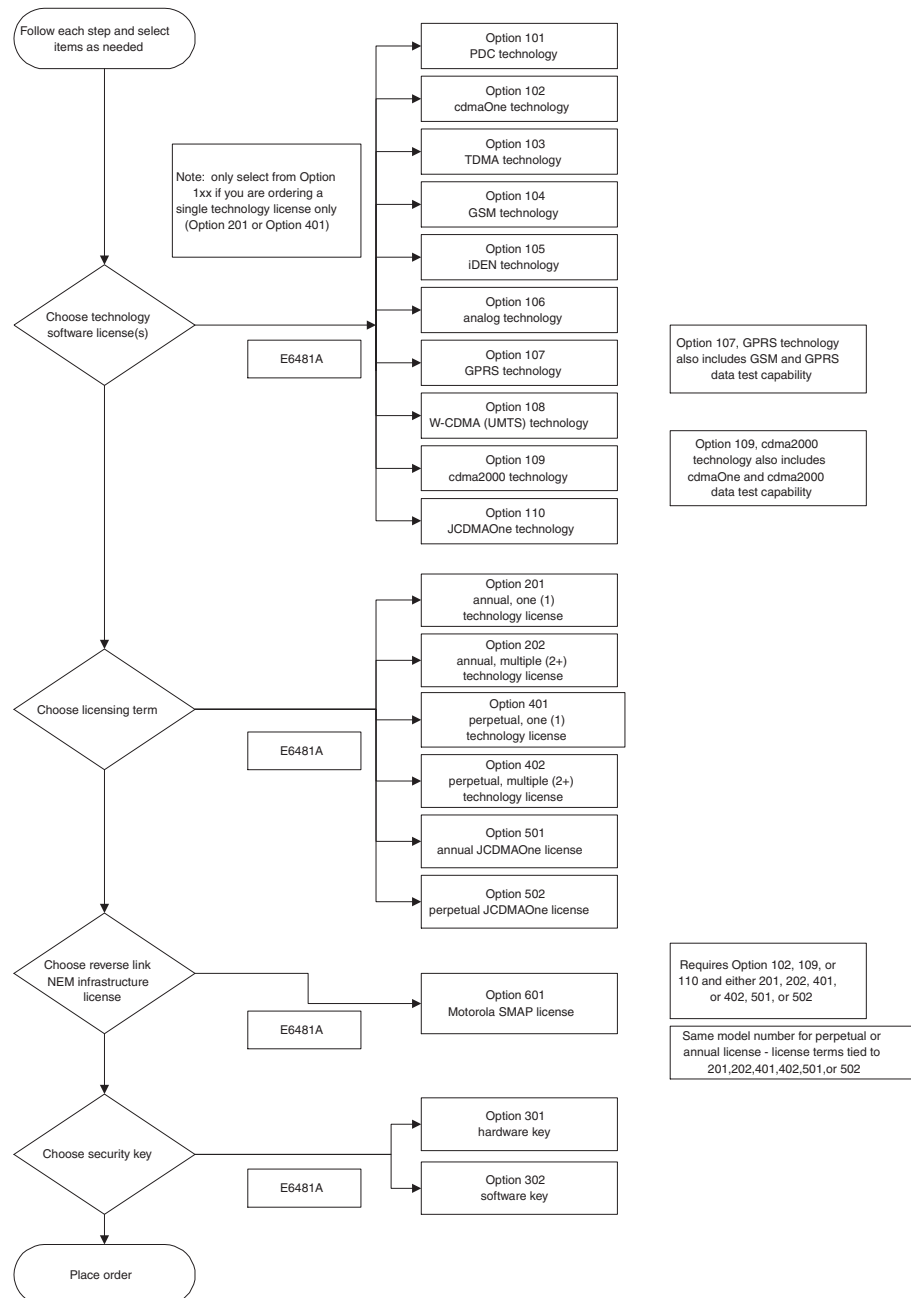 Follow each step and select
items as needed
Option 101
PDC technology
Option 102
cdmaOne technology
Note:  only select from Option
1xx if you are ordering a
single technology license only
(Option 201 or Option 401)
Option 103
TDMA technology
Option 104
GSM technology
Option 105
iDEN technology
Choose technology
software license(s)
E6481A
Option 106
analog technology
Option 107
GPRS technology
Option 107, GPRS technology
also includes GSM and GPRS
data test capability
Option 108
W-CDMA (UMTS) technology
Option 109
cdma2000 technology
Option 109, cdma2000
technology also includes
cdmaOne and cdma2000
data test capability
Option 110
JCDMAOne technology
Option 201
annual, one (1)
technology license
Option 202
annual, multiple (2+)
technology license
Choose licensing term
E6481A
Option 401
perpetual, one (1)
technology license
Option 402
perpetual, multiple (2+)
technology license
Option 501
annual JCDMAOne license
Option 502
perpetual JCDMAOne license
Choose reverse link
NEM infrastructure
license
E6481A
Option 601
Motorola SMAP license
Requires Option 102, 109, or
110 and either 201, 202, 401,
or 402, 501, or 502
Same model number for perpetual or
annual license - license terms tied to
201,202,401,402,501,or 502
Choose security key
E6481A
Option 301
hardware key
Option 302
software key
Place order